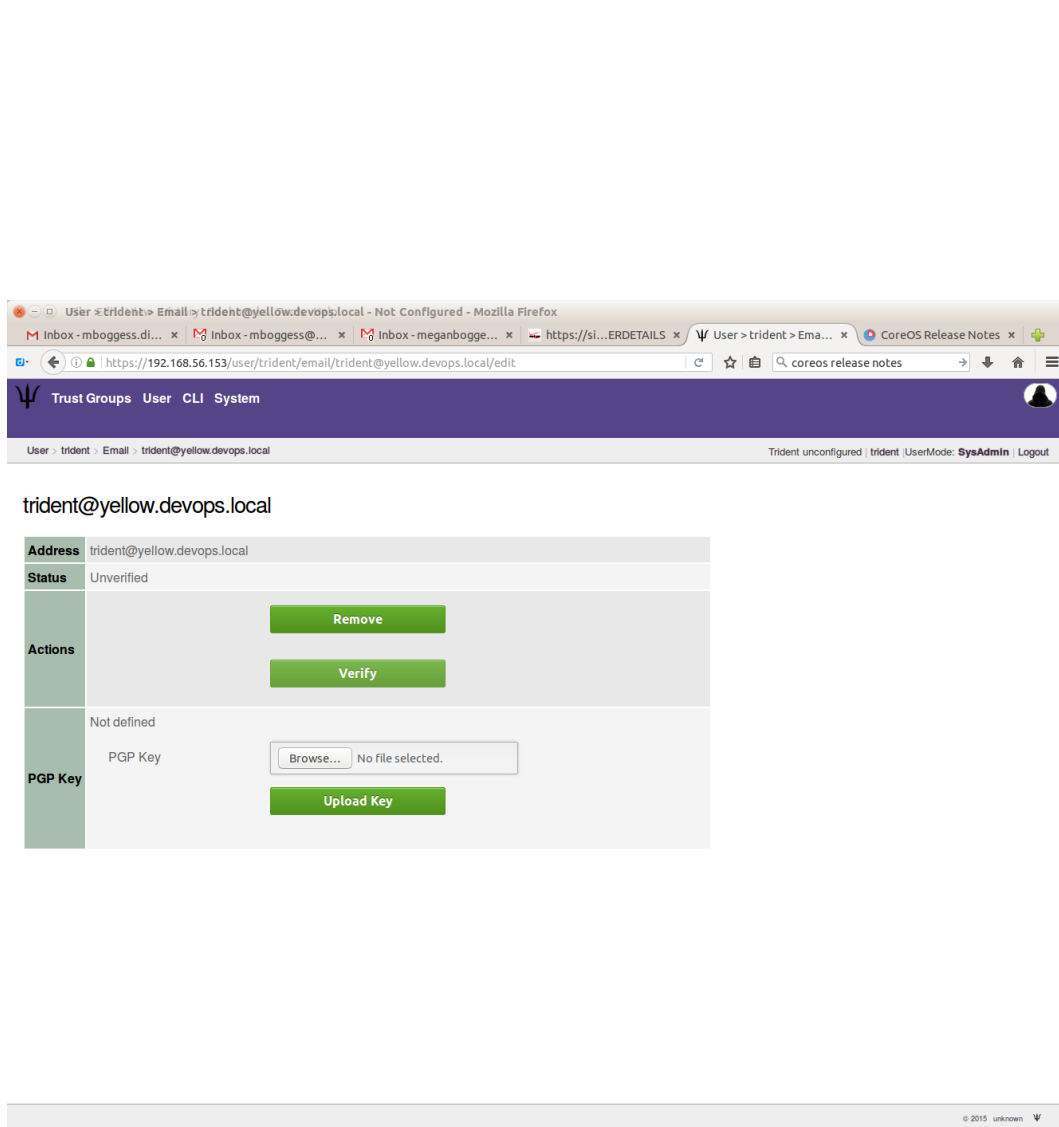 User > trident > Email > trident@yellow.devops.local - Not Configured - Mozilla Firefox
Inbox - mboggess.di... × Inbox - mboggess@... × Inbox - meganbogge... × https://si...ERDETAILS × User > trident > Ema... × CoreOS Release Notes ×
https://192.168.56.153/user/trident/email/trident@yellow.devops.local/edit coreos release notes
Trust Groups User CLI System
User > trident > Email > trident@yellow.devops.local Trident unconfigured | trident |UserMode: SysAdmin | Logout
trident@yellow.devops.local
Address trident@yellow.devops.local
Status Unverified
Actions
Remove
Verify
PGP Key
Not defined
PGP Key Browse... No file selected.
Upload Key
© 2015 unknown Ψ